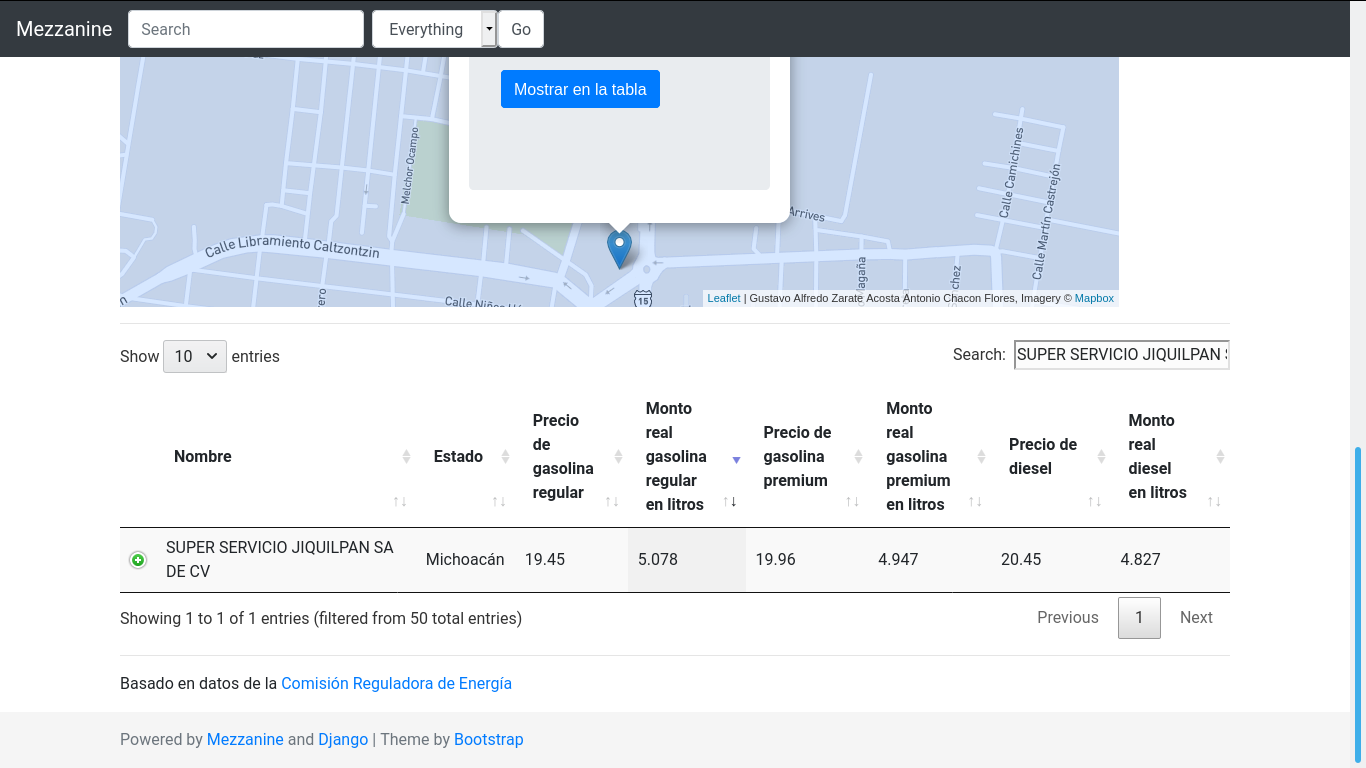 Mezzanine Search Everything Go
Mostrar en la tabla
Melchor Ocampo
Calle Camichines
Calle Martín Castrejón
Arrives
Calle Libramiento Caltzontzin
15
Leaflet | Gustavo Alfredo Zarate Acosta Antonio Chacon Flores, Imagery © Mapbox
Show 10 entries
Search: SUPER SERVICIO JIQUILPAN
Nombre
Estado
Precio
de
gasolina
regular
Monto
real
gasolina
regular
en litros
Precio de
gasolina
premium
Monto
real
gasolina
premium
en litros
Precio de
diesel
Monto
real
diesel
en litros
SUPER SERVICIO JIQUILPAN SA
DE CV
Michoacán 19.45 5.078 19.96 4.947 20.45 4.827
Showing 1 to 1 of 1 entries (filtered from 50 total entries)
Previous 1 Next
Basado en datos de la Comisión Reguladora de Energía
Powered by Mezzanine and Django | Theme by Bootstrap